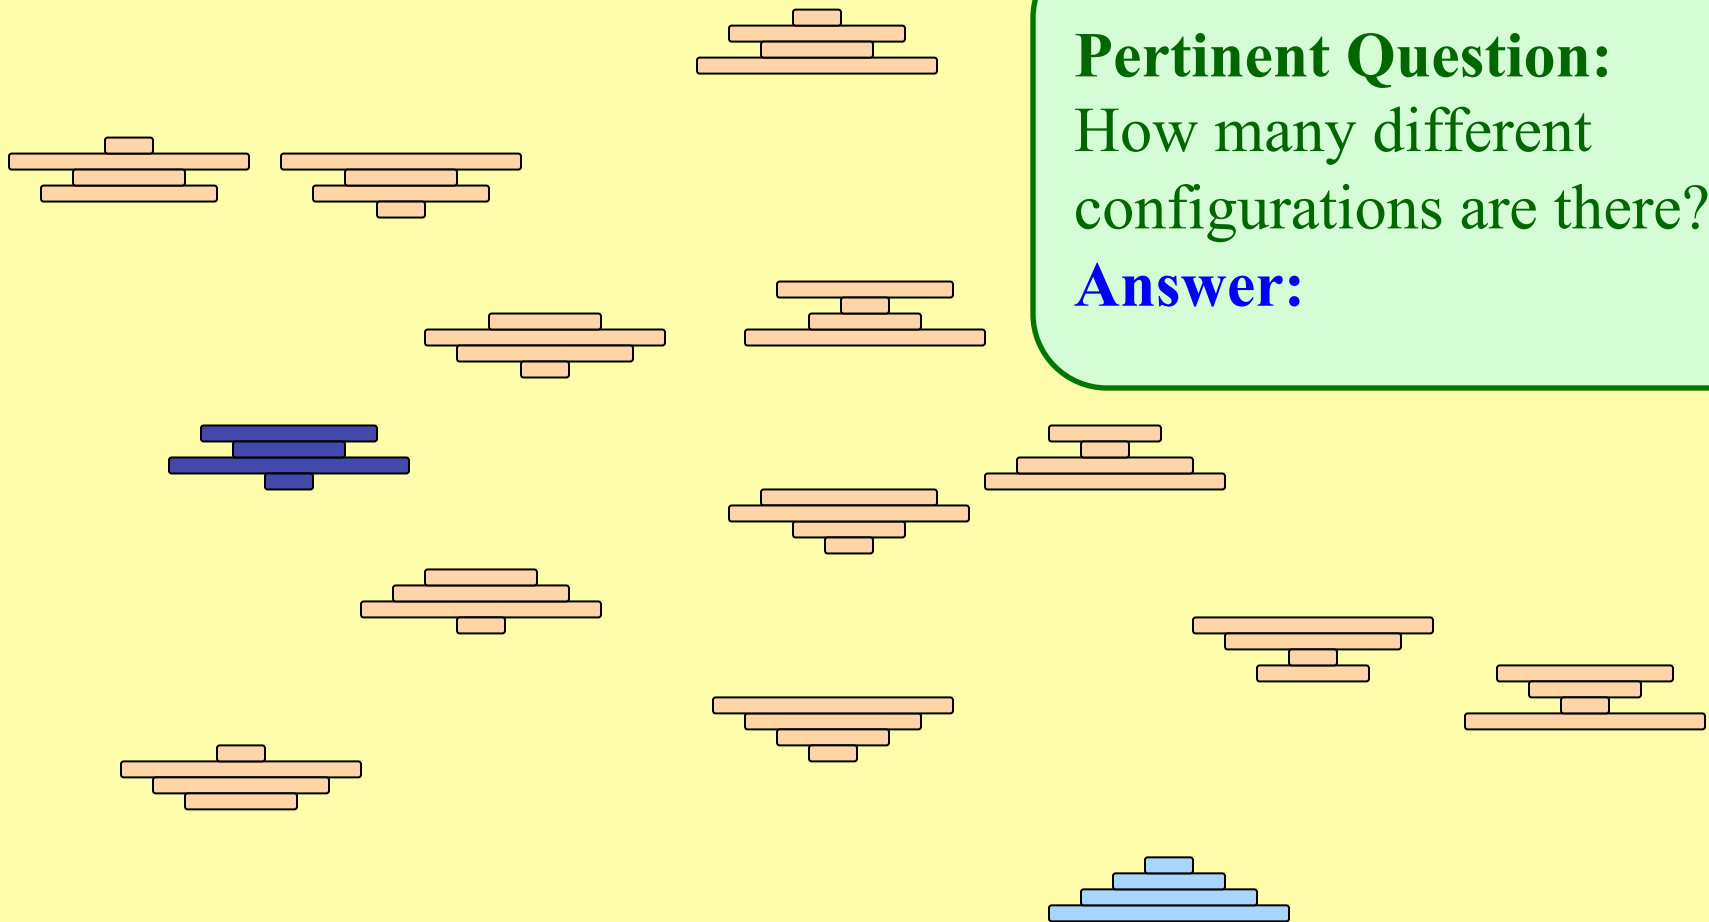 Pertinent Question:
How many different
configurations are there?
Answer: